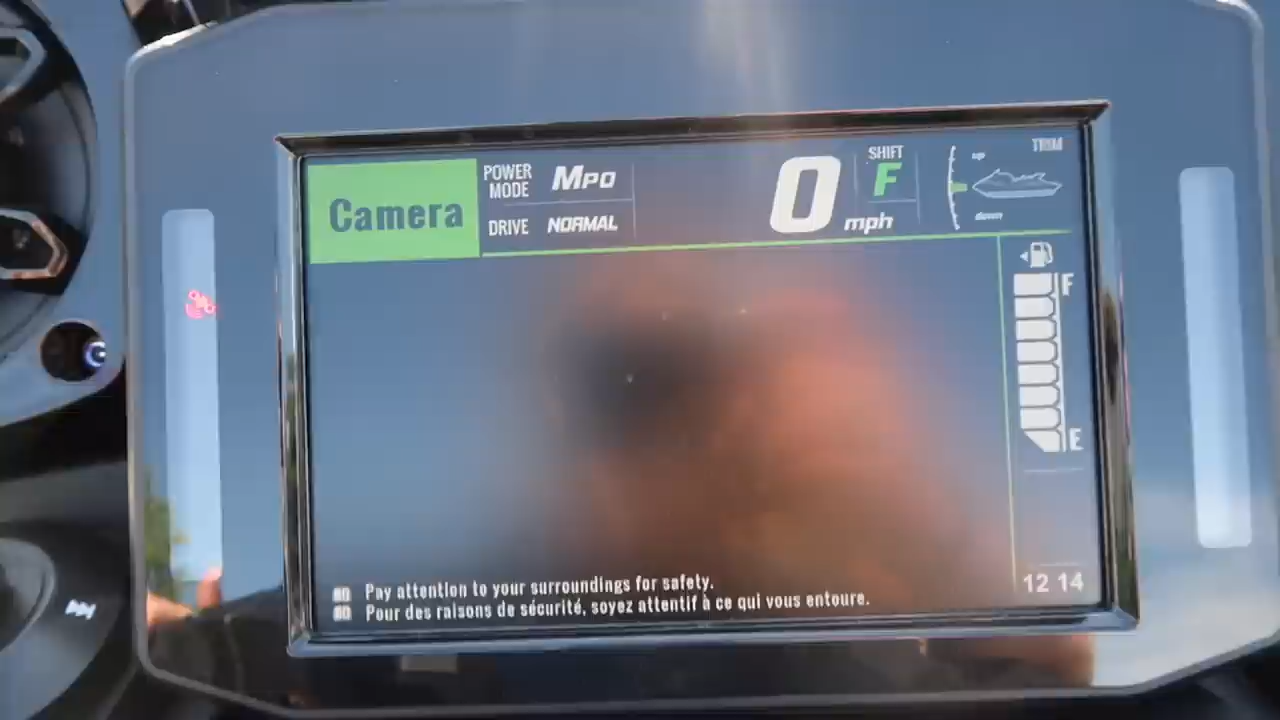 Camera
POWER MODE MPO
DRIVE NORMAL
0 mph
SHIFT
F
TRIM
up
down
F
E
Pay attention to your surroundings for safety.
Pour des raisons de sécurité, soyez attentif à ce qui vous entoure.
12 14